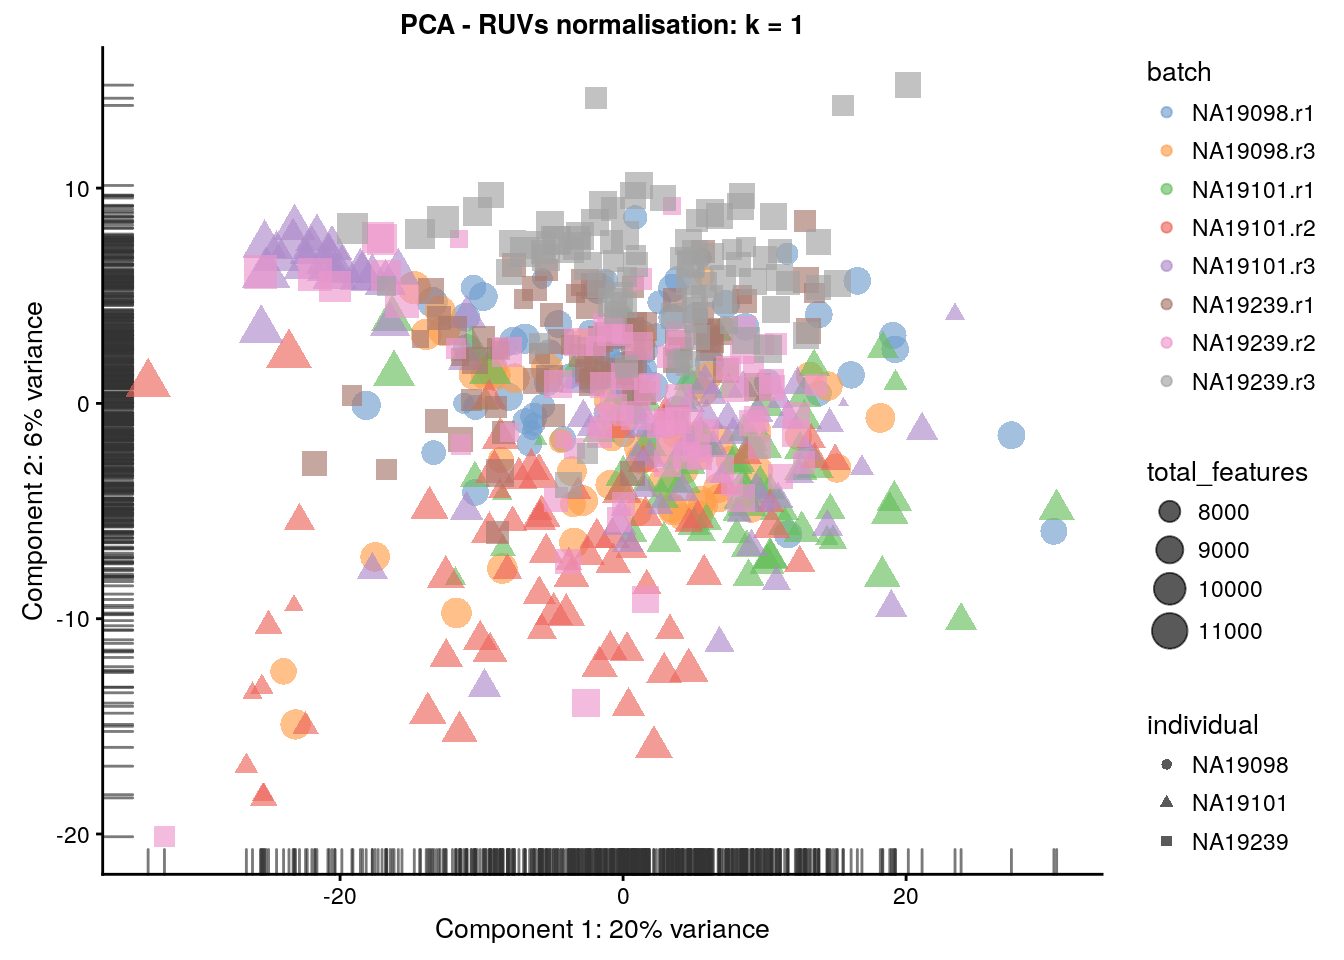 PCA - RUVs normalisation: k = 1
Component 2: 6% variance
10
0
-10
-20
-20
0
20
Component 1: 20% variance
batch
NA19098.r1
NA19098.r3
NA19101.r1
NA19101.r2
NA19101.r3
NA19239.r1
NA19239.r2
NA19239.r3
total_features
8000
9000
10000
11000
individual
NA19098
NA19101
NA19239